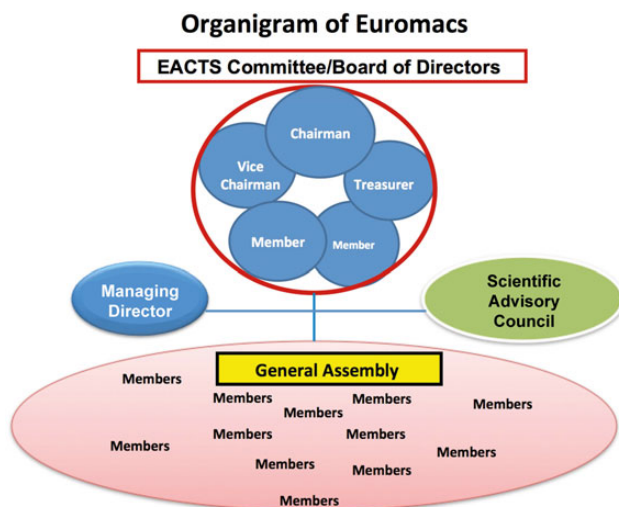 Organigram of Euromacs
EACTS Committee/Board of Directors
Chairman
Vice
Chairman
Treasurer
Member
Member
Managing
Director
Scientific
Advisory
Council
General Assembly
Members
Members
Members
Members
Members
Members
Members
Members
Members
Members
Members
Members